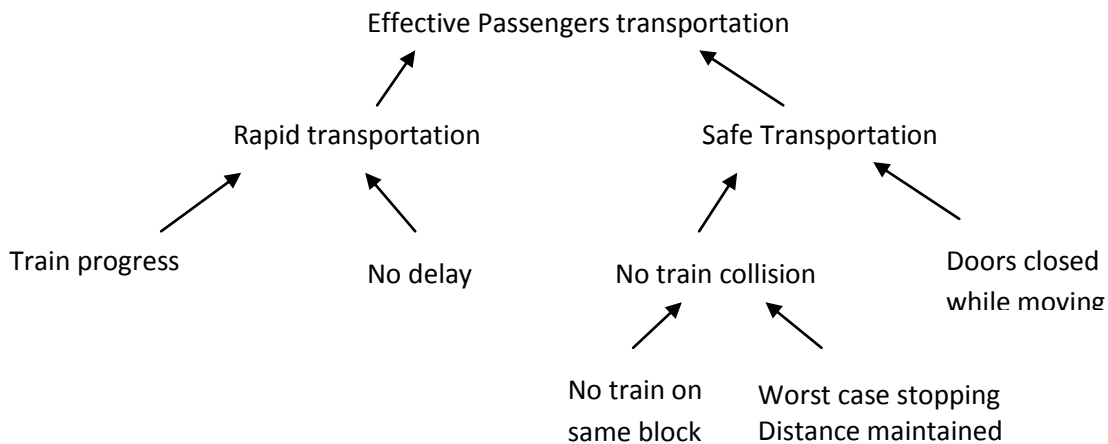 Effective Passengers transportation
Rapid transportation
Safe Transportation
Train progress
No delay
No train collision
Doors closed
while moving
No train on
same block
Worst case stopping
Distance maintained